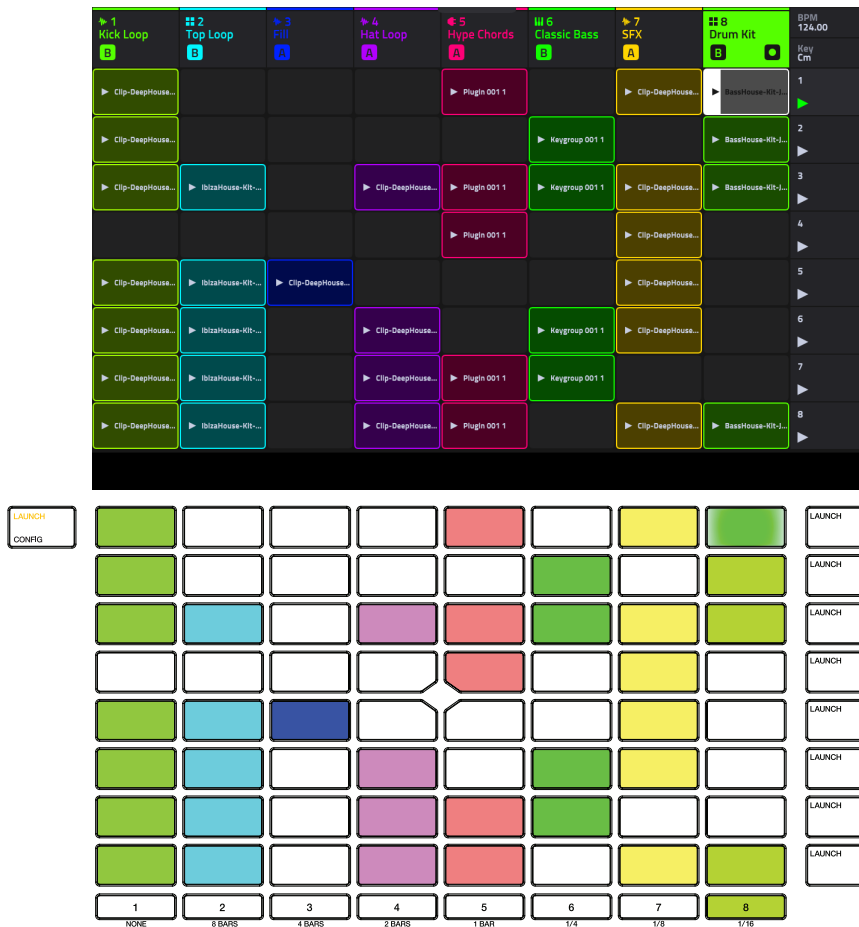 1 2 3 4 5 6 7 8 BPM
Kick Loop Top Loop Fill Hat Loop Hype Chords Classic Bass SFX Drum Kit 124.00
B B A A A B A B Key
Cm
Clip-DeepHouse... Plugin 001 1 Clip-DeepHouse... BassHouse-Kit-J... 1
Clip-DeepHouse... Keygroup 001 1 BassHouse-Kit-J... 2
Clip-DeepHouse... IbizaHouse-Kit-... Clip-DeepHouse... Plugin 001 1 Keygroup 001 1 Clip-DeepHouse... BassHouse-Kit-J... 3
Plugin 001 1 Clip-DeepHouse... 4
Clip-DeepHouse... IbizaHouse-Kit-... Clip-DeepHouse... Clip-DeepHouse... 5
Clip-DeepHouse... IbizaHouse-Kit-... Clip-DeepHouse... Keygroup 001 1 Clip-DeepHouse... 6
Clip-DeepHouse... IbizaHouse-Kit-... Clip-DeepHouse... Plugin 001 1 Keygroup 001 1 7
Clip-DeepHouse... IbizaHouse-Kit-... Clip-DeepHouse... Plugin 001 1 Clip-DeepHouse... BassHouse-Kit-J... 8
LAUNCH LAUNCH
CONFIG
LAUNCH
LAUNCH
LAUNCH
LAUNCH
LAUNCH
LAUNCH
LAUNCH
1 2 3 4 5 6 7 8
NONE 8 BARS 4 BARS 2 BARS 1 BAR 1/4 1/8 1/16